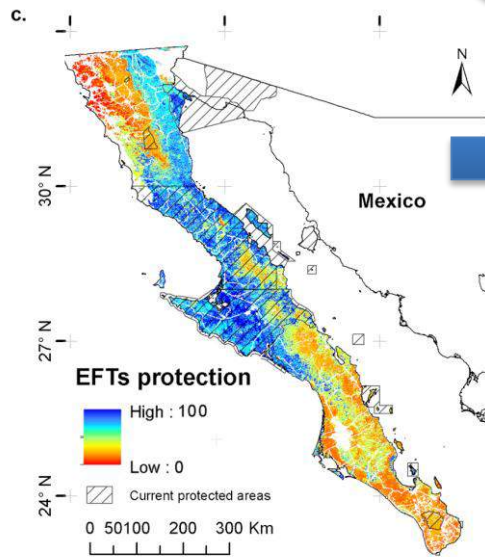 c.
N
30° N
Mexico
27° N
EFTs protection
High : 100
Low : 0
Current protected areas
24° N
0 50100 200 300 Km